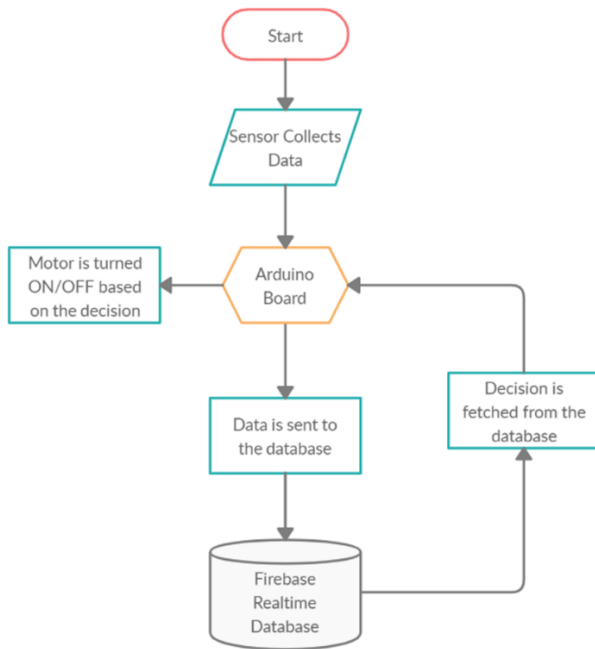 Start
Sensor Collects
Data
Motor is turned
ON/OFF based
on the decision
Arduino
Board
Decision is
fetched from the
database
Data is sent to
the database
Firebase
Realtime
Database